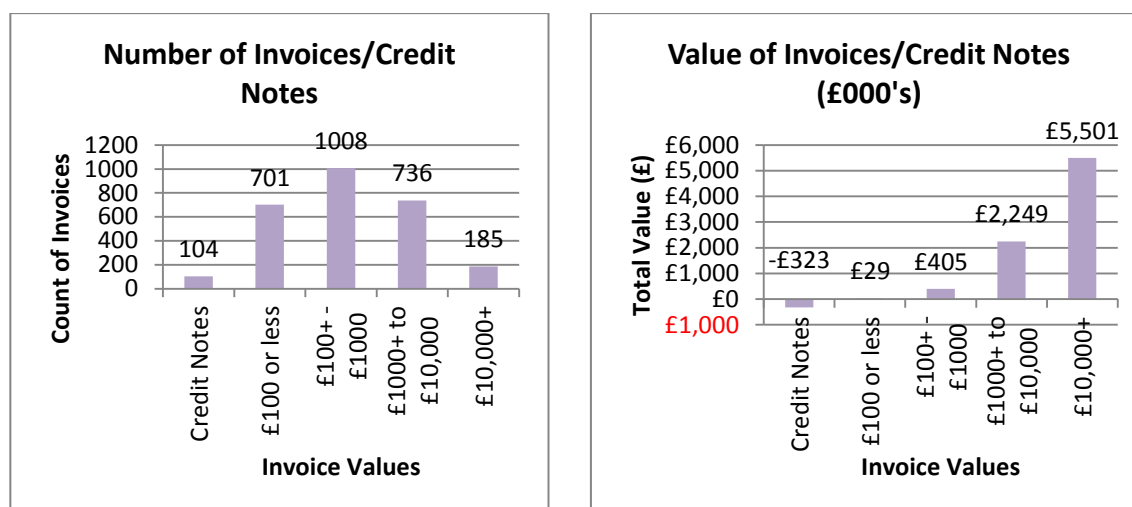 Number of Invoices/Credit
Notes
Count of Invoices
1200
1000
800
600
400
200
0
104
701
1008
736
185
Credit Notes
£100 or less
£100+ -
£1000
£1000+ to
£10,000
£10,000+
Invoice Values
Value of Invoices/Credit Notes
(£000's)
Total Value (£)
£6,000
£5,000
£4,000
£3,000
£2,000
£1,000
£0
£1,000
-£323
£29
£405
£2,249
£5,501
Credit Notes
£100 or less
£100+ -
£1000
£1000+ to
£10,000
£10,000+
Invoice Values